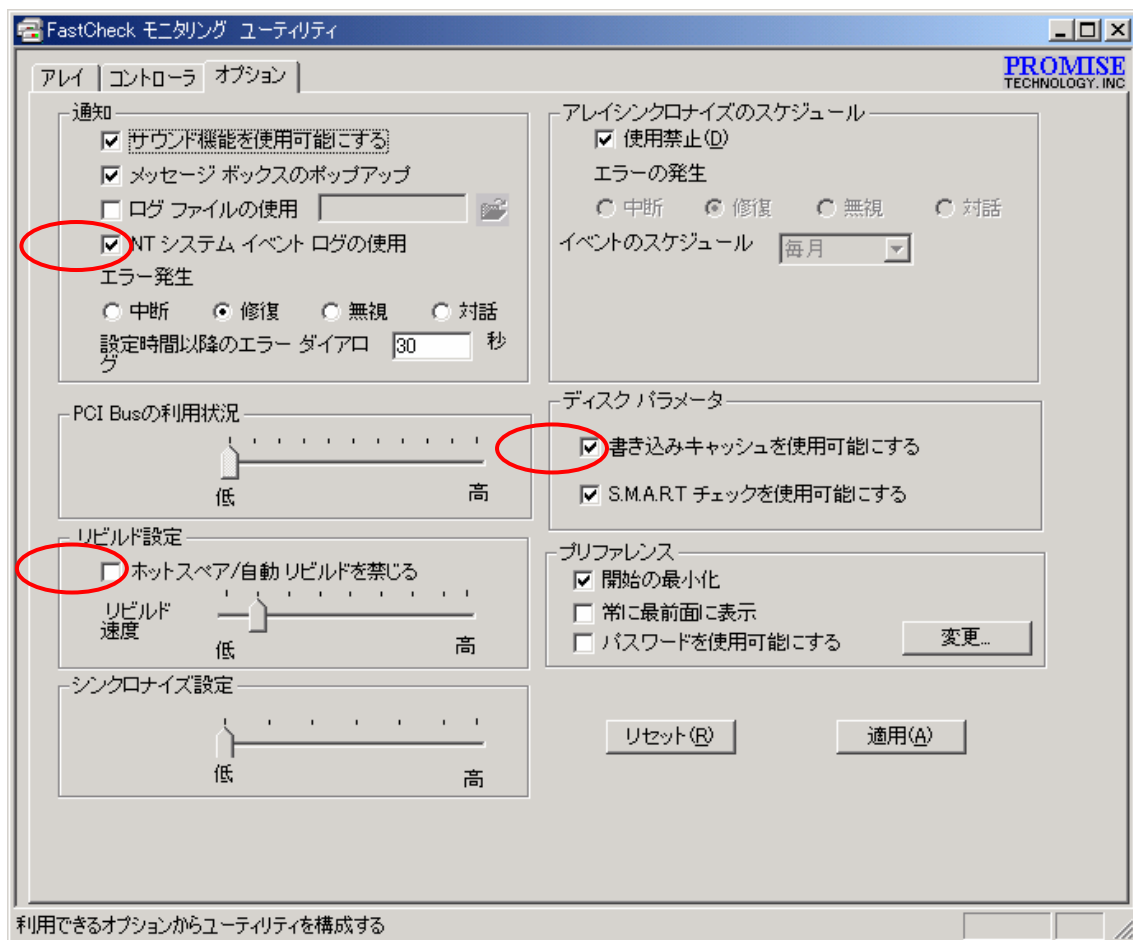 FastCheck モニタリング ユーティリティ
PROMISE
TECHNOLOGY, INC
アレイ コントローラ オプション
通知
サウンド機能を使用可能にする
メッセージ ボックスのポップアップ
ログ ファイルの使用
NT システム イベント ログの使用
エラー発生
中断 修復 無視 対話
設定時間以降のエラー ダイアロ 30 秒
グ
アレイシンクロナイズのスケジュール
使用禁止(D)
エラーの発生
中断 修復 無視 対話
イベントのスケジュール 毎月
PCI Busの利用状況
低 高
ディスク パラメータ
書き込みキャッシュを使用可能にする
S.M.A.R.T チェックを使用可能にする
リビルド設定
ホットスペア/自動 リビルドを禁じる
リビルド
速度
低 高
プリファレンス
開始の最小化
常に最前面に表示
パスワードを使用可能にする 変更...
シンクロナイズ設定
低 高
リセット(R) 適用(A)
利用できるオプションからユーティリティを構成する